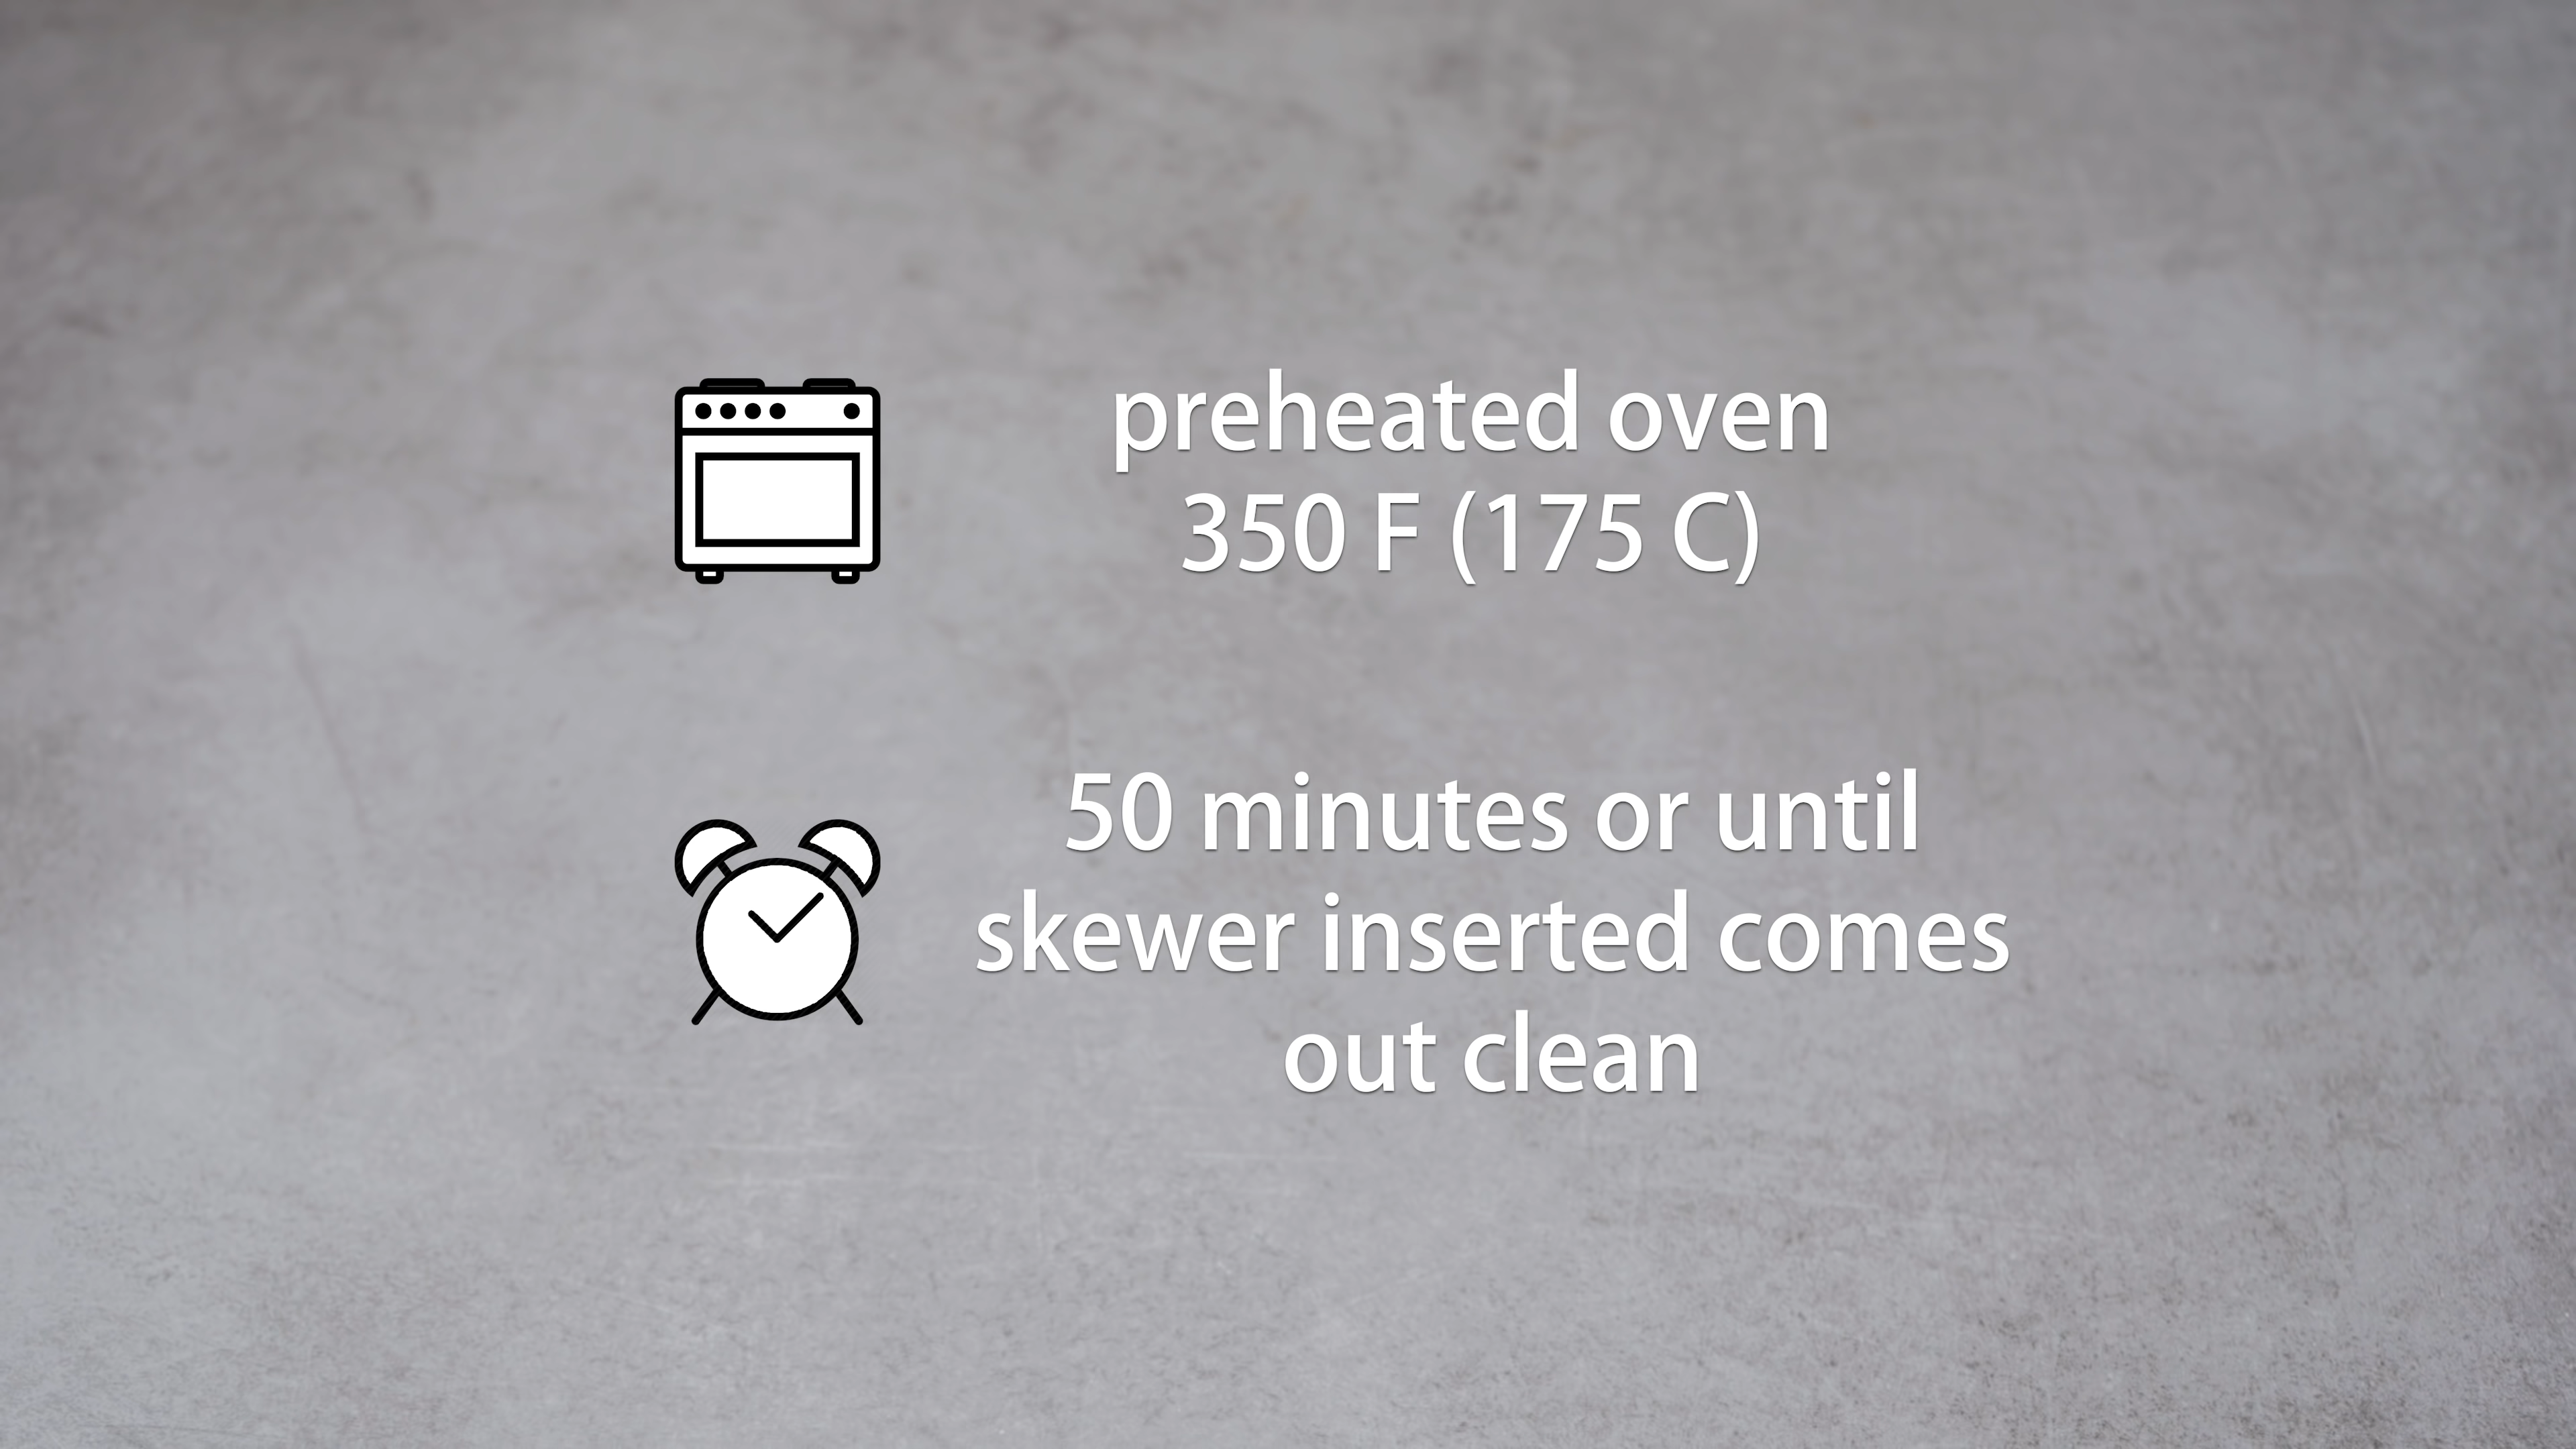 preheated oven
350 F (175 C)
50 minutes or until
skewer inserted comes
out clean